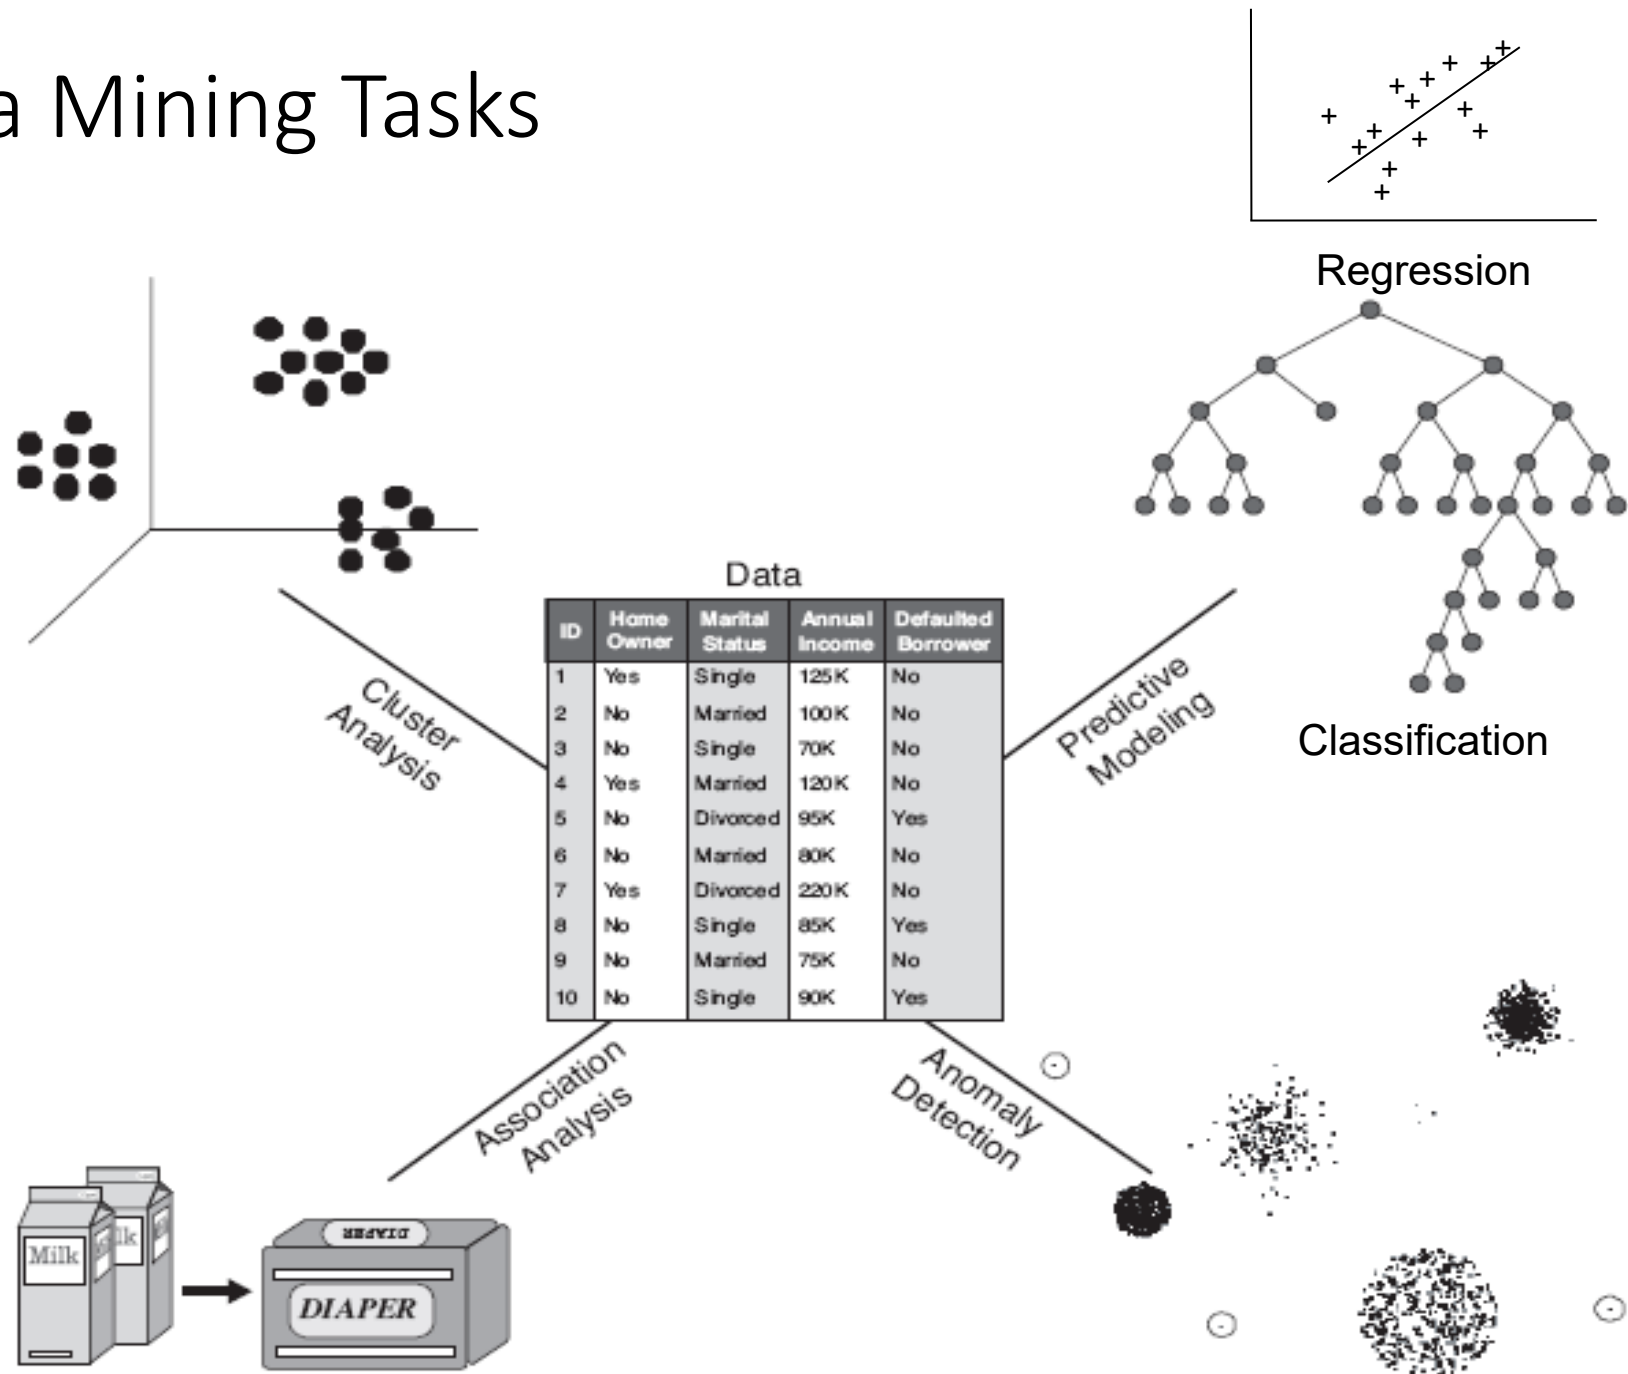 a Mining Tasks
Regression
Classification
Data
ID Home Owner Marital Status Annual Income Defaulted Borrower
1 Yes Single 125K No
2 No Married 100K No
3 No Single 70K No
4 Yes Married 120K No
5 No Divorced 95K Yes
6 No Married 80K No
7 Yes Divorced 220K No
8 No Single 85K Yes
9 No Married 75K No
10 No Single 90K Yes
Cluster
Analysis
Predictive
Modeling
Association
Analysis
Anomaly
Detection
Milk
lk
DIAPER
DIAPER